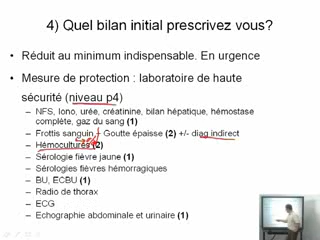 4) Quel bilan initial prescrivez vous?
• Réduit au minimum indispensable. En urgence
• Mesure de protection : laboratoire de haute
sécurité (niveau p4)
– NFS, Iono, urée, créatinine, bilan hépatique, hémostase
complète, gaz du sang (1)
– Frottis sanguin + Goutte épaisse (2) +/- diag indirect
– Hémocultures (2)
– Sérologie fièvre jaune (1)
– Sérologies fièvres hémorragiques
– BU, ECBU (1)
– Radio de thorax
– ECG
– Echographie abdominale et urinaire (1)